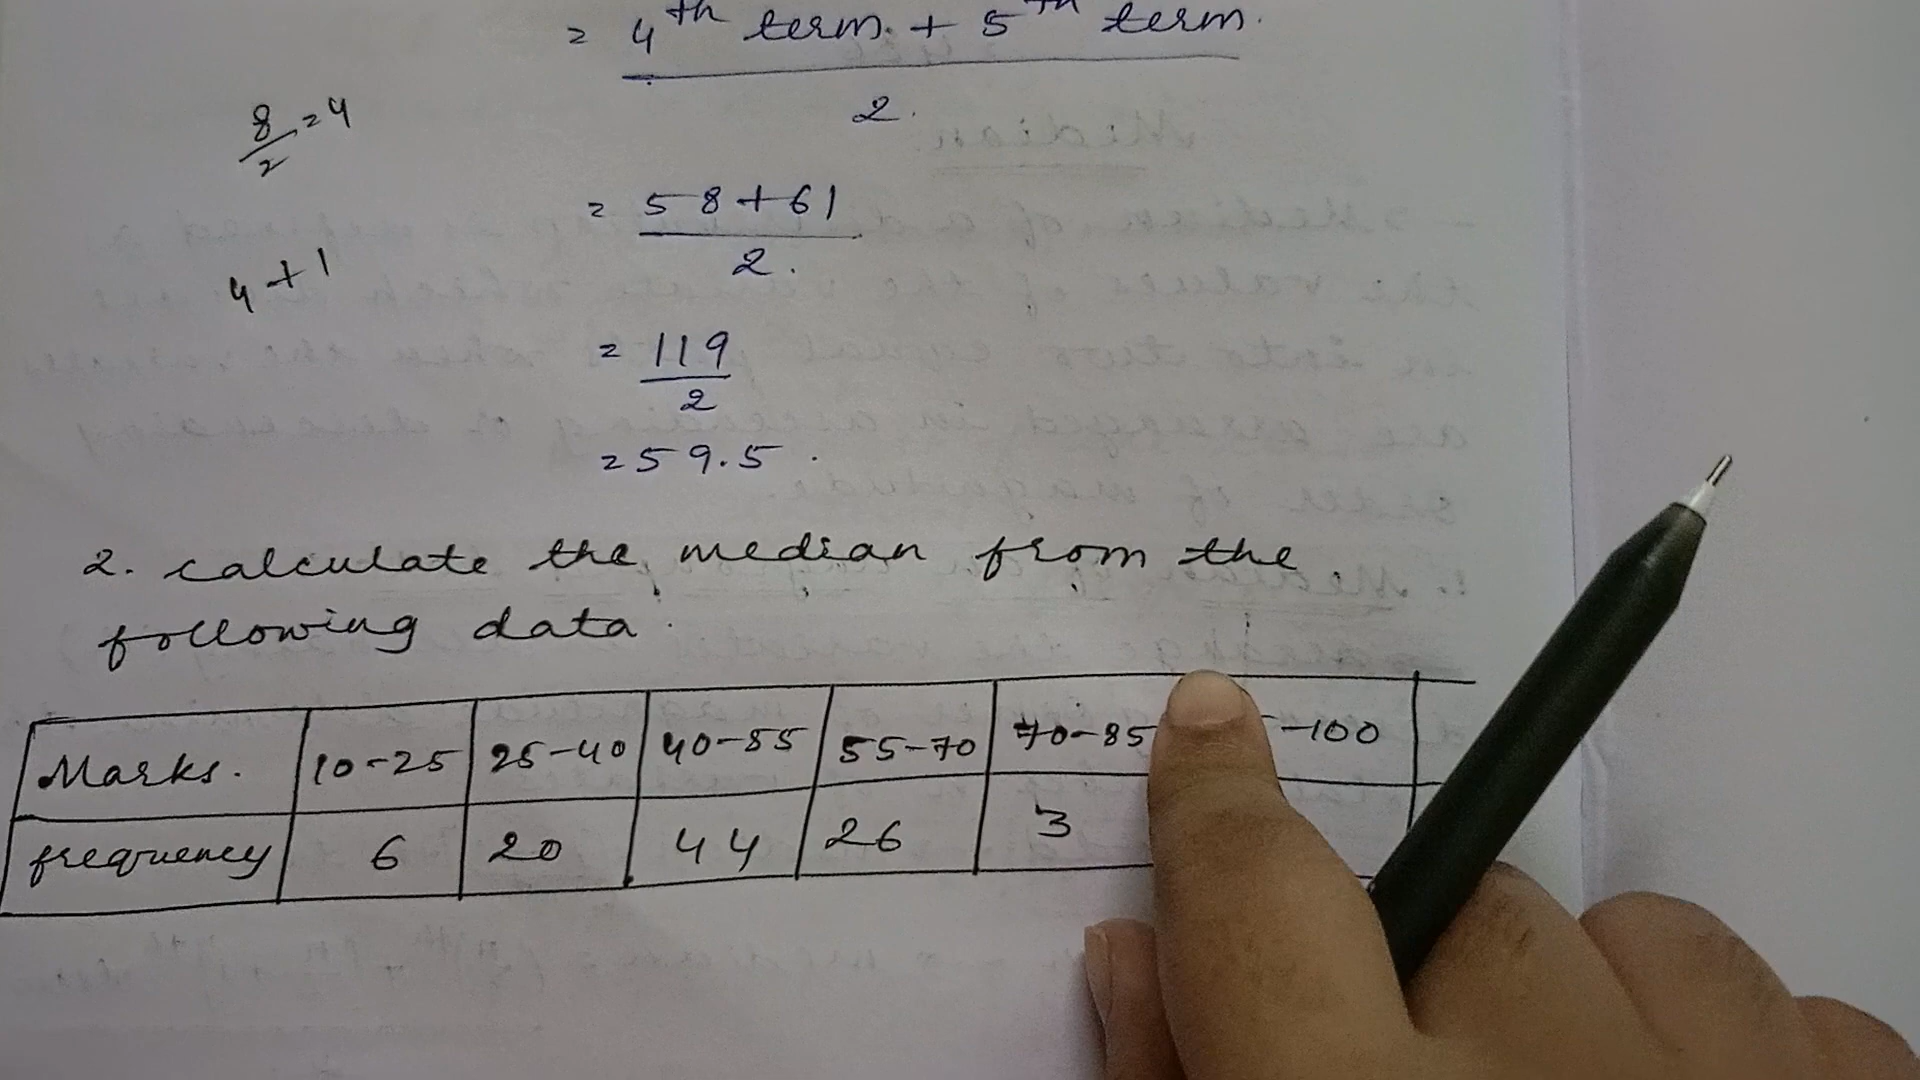 = 4th term. + 5th term.
2.
8/2 = 4
= 58+61
2.
4+1
= 119
2
= 59.5.
2. calculate the median from the
following data.
Marks. 10-25 25-40 40-55 55-70 70-85 -100
frequency 6 20 44 26 3